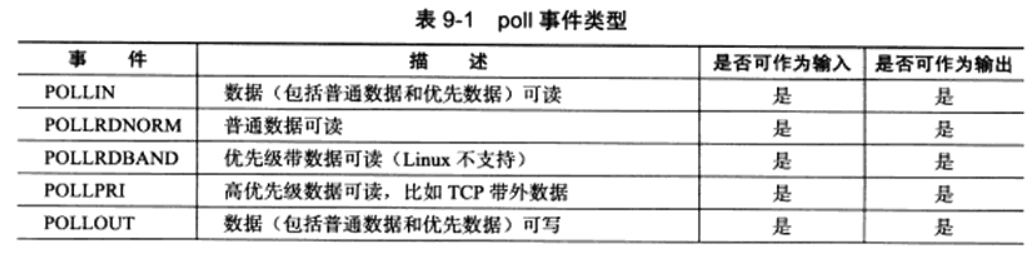 表 9-1 poll 事件类型
事 件 描 述 是否可作为输入 是否可作为输出
POLLIN 数据（包括普通数据和优先数据）可读 是 是
POLLRDNORM 普通数据可读 是 是
POLLRDBAND 优先级带数据可读（Linux 不支持） 是 是
POLLPRI 高优先级数据可读，比如 TCP 带外数据 是 是
POLLOUT 数据（包括普通数据和优先数据）可写 是 是